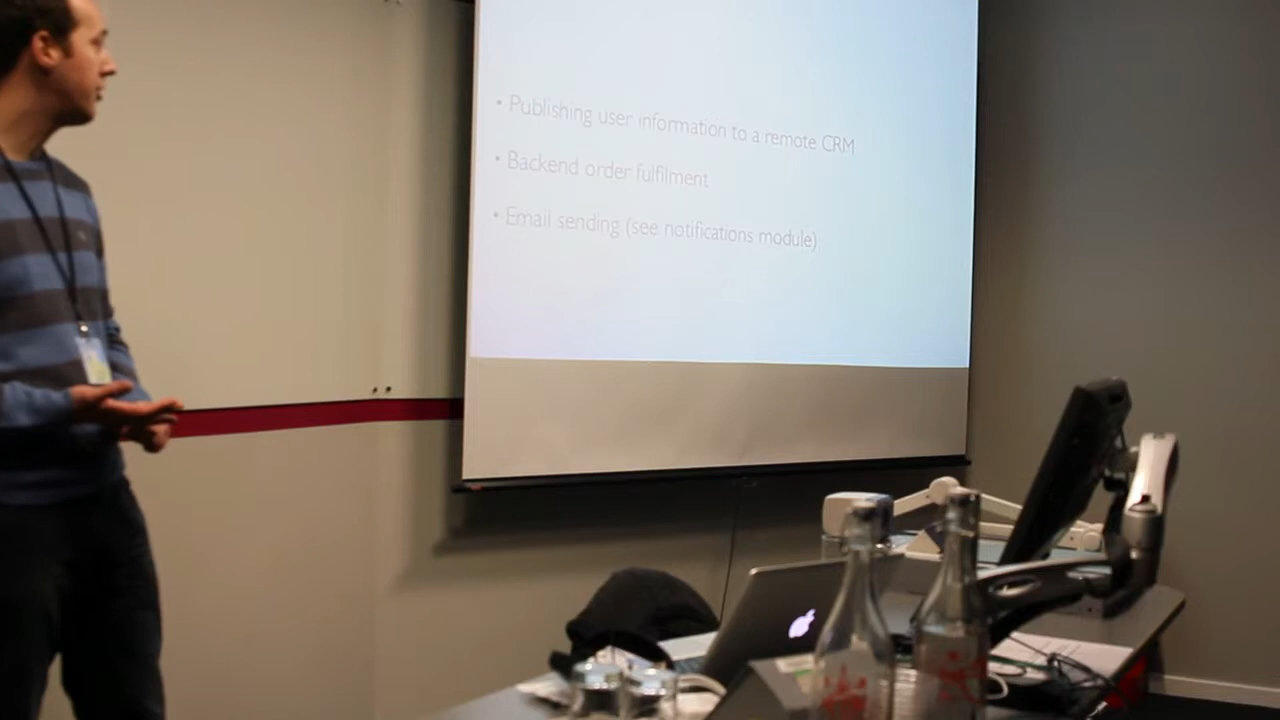 • Publishing user information to a remote CRM
• Backend order fulfilment
• Email sending (see notifications module)